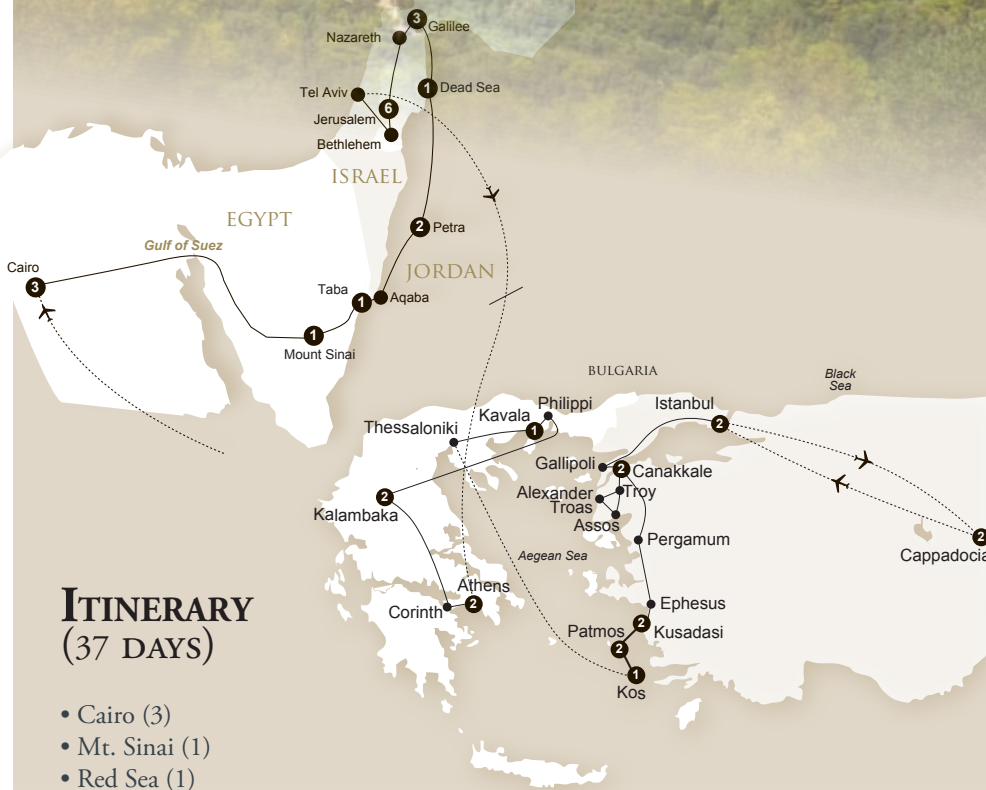 3
Galilee
Nazareth
1
Dead Sea
Tel Aviv
6
Jerusalem
Bethlehem
ISRAEL
EGYPT
2
Petra
Gulf of Suez
JORDAN
Cairo
3
Taba
1
Aqaba
1
Mount Sinai
BULGARIA
Black
Sea
Philippi
Istanbul
Kavala
2
Thessaloniki
1
Gallipoli
2
Canakkale
Alexander
Troas
Troy
2
Kalambaka
Assos
Pergamum
2
Cappadocia
Aegean Sea
Athens
2
Corinth
Ephesus
2
Kusadasi
Patmos
2
1
Kos
ITINERARY
(37 DAYS)
• Cairo (3)
• Mt. Sinai (1)
• Red Sea (1)